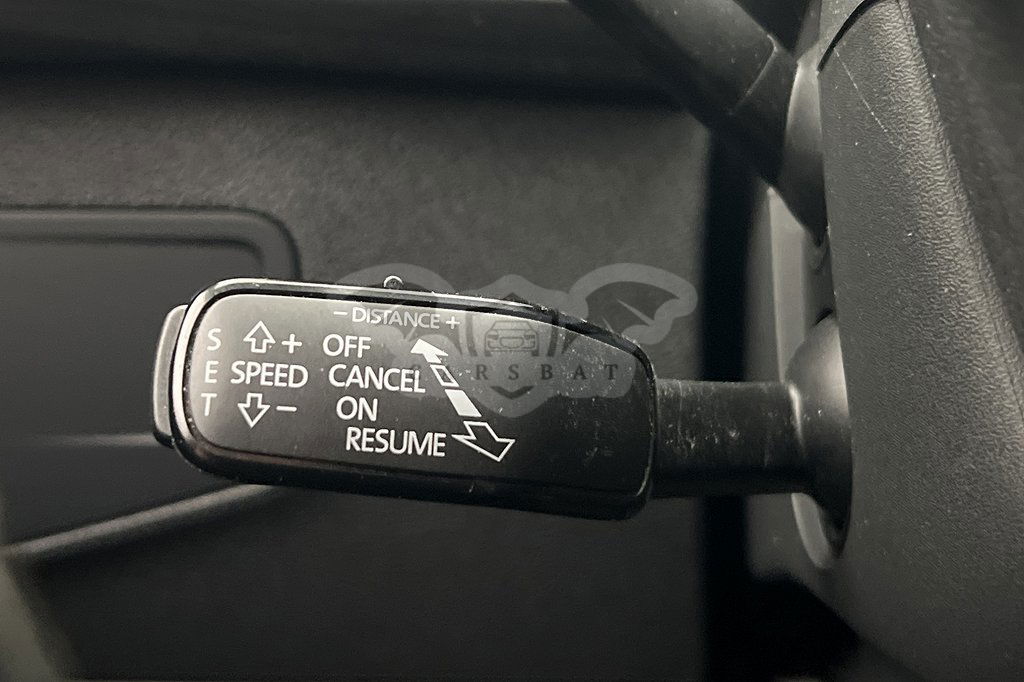 − DISTANCE +
S + OFF
E SPEED CANCEL
T − ON
RESUME